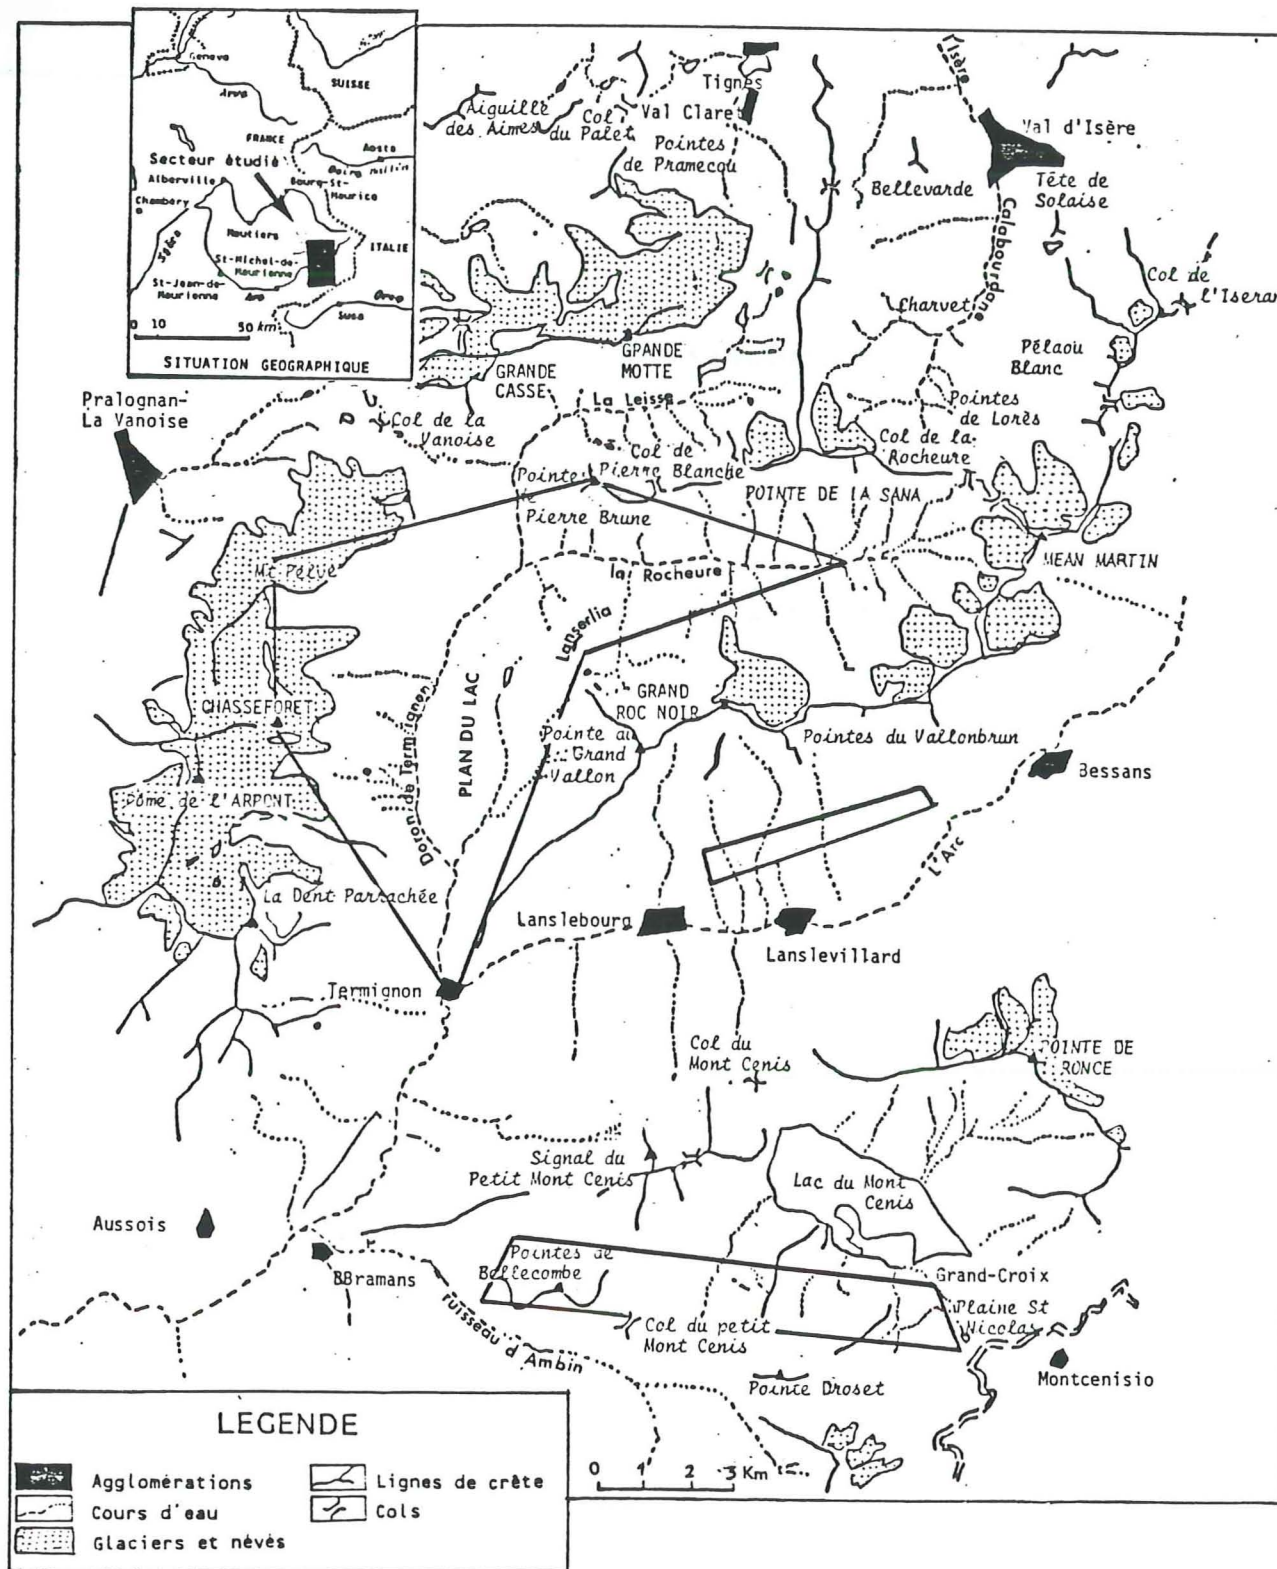 Geneva
SUISSE
Arve
FRANCE
Aosta
Secteur étudié
Alberville
Bourg-St-
Maurice
Chambéry
Moutiers
ITALIE
Isère
St-Michel-de-
Maurienne
St-Jean-de-
Maurienne
Arc
Susa
0 10 50 km
SITUATION GEOGRAPHIQUE
l'Isère
Tignes
Aiguille
des Aimes
Col
du Palet
Val Claret
Val d'Isère
Pointes
de Pramecou
Bellevarde
Tête de
Solaise
Calabourdane
Col de
l'Iseran
Charvet
GRANDE
MOTTE
GRANDE
CASSE
Pélaou
Blanc
Pralognan-
La Vanoise
La Leisse
Col de la
Vanoise
Pointes
de Lorès
Col de
Pierre Blanche
Col de la
Rocheure
Pointe
de
Pierre Brune
POINTE DE LA SANA
MEAN MARTIN
Mt Pelve
la Rocheure
Lanserlia
CHASSEFORET
Doron de Termignon
PLAN DU LAC
GRAND
ROC NOIR
Pointe du
Grand
Vallon
Pointes du Vallonbrun
Bessans
Dôme de l'ARPONT
L'Arc
La Dent Parrachée
Lanslebourg
Lanslevillard
Termignon
Col du
Mont Cenis
POINTE DE
RONCE
Signal du
Petit Mont Cenis
Lac du Mont
Cenis
Aussois
BBramans
Pointes de
Bellecombe
Grand-Croix
Plaine St
Nicolas
ruisseau d'Ambin
Col du petit
Mont Cenis
Montcenisio
Pointe Droset
LEGENDE
Agglomérations
Lignes de crête
Cours d'eau
Cols
Glaciers et névés
0 1 2 3 Km